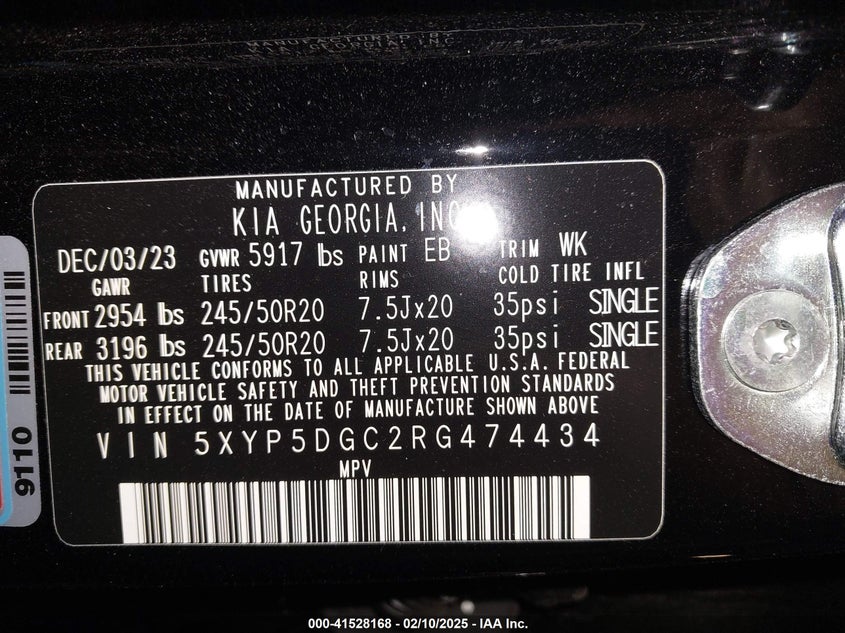 MANUFACTURED BY
KIA GEORGIA, INC
DEC/03/23 GVWR 5917 lbs PAINT EB TRIM WK
GAWR TIRES RIMS COLD TIRE INFL
FRONT 2954 lbs 245/50R20 7.5Jx20 35psi SINGLE
REAR 3196 lbs 245/50R20 7.5Jx20 35psi SINGLE
THIS VEHICLE CONFORMS TO ALL APPLICABLE U.S.A. FEDERAL
MOTOR VEHICLE SAFETY AND THEFT PREVENTION STANDARDS
IN EFFECT ON THE DATE OF MANUFACTURE SHOWN ABOVE
VIN 5XYP5DGC2RG474434
MPV
9110
000-41528168 - 02/10/2025 - IAA Inc.